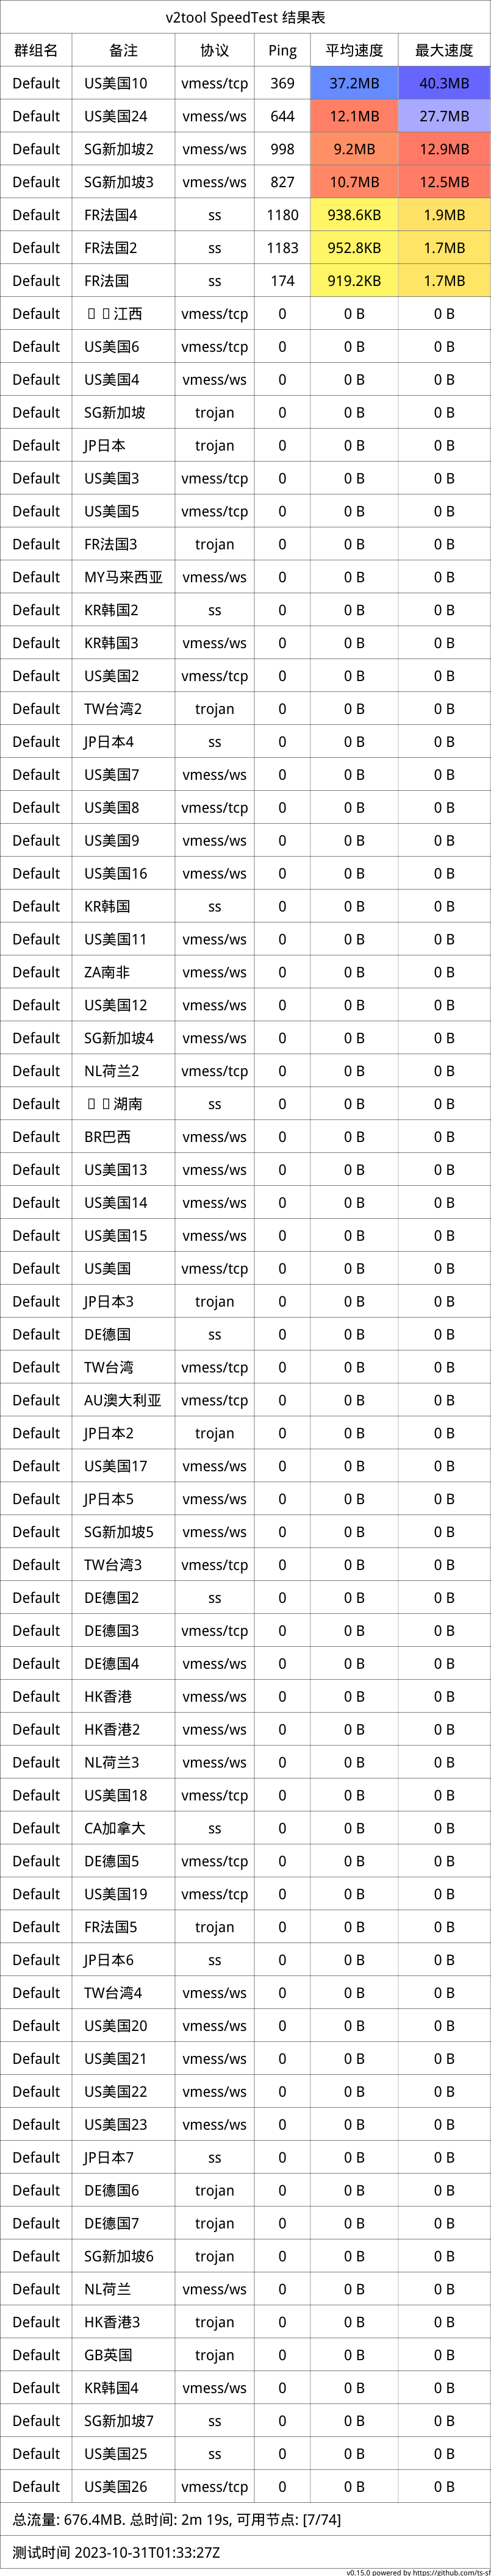 v2tool SpeedTest 结果表
群组名 备注 协议 Ping 平均速度 最大速度
Default US美国10 vmess/tcp 369 37.2MB 40.3MB
Default US美国24 vmess/ws 644 12.1MB 27.7MB
Default SG新加坡2 vmess/ws 998 9.2MB 12.9MB
Default SG新加坡3 vmess/ws 827 10.7MB 12.5MB
Default FR法国4 ss 1180 938.6KB 1.9MB
Default FR法国2 ss 1183 952.8KB 1.7MB
Default FR法国 ss 174 919.2KB 1.7MB
Default 江西 vmess/tcp 0 0 B 0 B
Default US美国6 vmess/tcp 0 0 B 0 B
Default US美国4 vmess/ws 0 0 B 0 B
Default SG新加坡 trojan 0 0 B 0 B
Default JP日本 trojan 0 0 B 0 B
Default US美国3 vmess/tcp 0 0 B 0 B
Default US美国5 vmess/tcp 0 0 B 0 B
Default FR法国3 trojan 0 0 B 0 B
Default MY马来西亚 vmess/ws 0 0 B 0 B
Default KR韩国2 ss 0 0 B 0 B
Default KR韩国3 vmess/ws 0 0 B 0 B
Default US美国2 vmess/tcp 0 0 B 0 B
Default TW台湾2 trojan 0 0 B 0 B
Default JP日本4 ss 0 0 B 0 B
Default US美国7 vmess/ws 0 0 B 0 B
Default US美国8 vmess/tcp 0 0 B 0 B
Default US美国9 vmess/ws 0 0 B 0 B
Default US美国16 vmess/ws 0 0 B 0 B
Default KR韩国 ss 0 0 B 0 B
Default US美国11 vmess/ws 0 0 B 0 B
Default ZA南非 vmess/ws 0 0 B 0 B
Default US美国12 vmess/ws 0 0 B 0 B
Default SG新加坡4 vmess/ws 0 0 B 0 B
Default NL荷兰2 vmess/tcp 0 0 B 0 B
Default 湖南 ss 0 0 B 0 B
Default BR巴西 vmess/ws 0 0 B 0 B
Default US美国13 vmess/ws 0 0 B 0 B
Default US美国14 vmess/ws 0 0 B 0 B
Default US美国15 vmess/ws 0 0 B 0 B
Default US美国 vmess/tcp 0 0 B 0 B
Default JP日本3 trojan 0 0 B 0 B
Default DE德国 ss 0 0 B 0 B
Default TW台湾 vmess/tcp 0 0 B 0 B
Default AU澳大利亚 vmess/tcp 0 0 B 0 B
Default JP日本2 trojan 0 0 B 0 B
Default US美国17 vmess/ws 0 0 B 0 B
Default JP日本5 vmess/ws 0 0 B 0 B
Default SG新加坡5 vmess/ws 0 0 B 0 B
Default TW台湾3 vmess/tcp 0 0 B 0 B
Default DE德国2 ss 0 0 B 0 B
Default DE德国3 vmess/tcp 0 0 B 0 B
Default DE德国4 vmess/ws 0 0 B 0 B
Default HK香港 vmess/ws 0 0 B 0 B
Default HK香港2 vmess/ws 0 0 B 0 B
Default NL荷兰3 vmess/ws 0 0 B 0 B
Default US美国18 vmess/tcp 0 0 B 0 B
Default CA加拿大 ss 0 0 B 0 B
Default DE德国5 vmess/tcp 0 0 B 0 B
Default US美国19 vmess/tcp 0 0 B 0 B
Default FR法国5 trojan 0 0 B 0 B
Default JP日本6 ss 0 0 B 0 B
Default TW台湾4 vmess/ws 0 0 B 0 B
Default US美国20 vmess/ws 0 0 B 0 B
Default US美国21 vmess/ws 0 0 B 0 B
Default US美国22 vmess/ws 0 0 B 0 B
Default US美国23 vmess/ws 0 0 B 0 B
Default JP日本7 ss 0 0 B 0 B
Default DE德国6 trojan 0 0 B 0 B
Default DE德国7 trojan 0 0 B 0 B
Default SG新加坡6 trojan 0 0 B 0 B
Default NL荷兰 vmess/ws 0 0 B 0 B
Default HK香港3 trojan 0 0 B 0 B
Default GB英国 trojan 0 0 B 0 B
Default KR韩国4 vmess/ws 0 0 B 0 B
Default SG新加坡7 ss 0 0 B 0 B
Default US美国25 ss 0 0 B 0 B
Default US美国26 vmess/tcp 0 0 B 0 B
总流量: 676.4MB. 总时间: 2m 19s, 可用节点: [7/74]
测试时间 2023-10-31T01:33:27Z
v0.15.0 powered by https://github.com/ts-sf